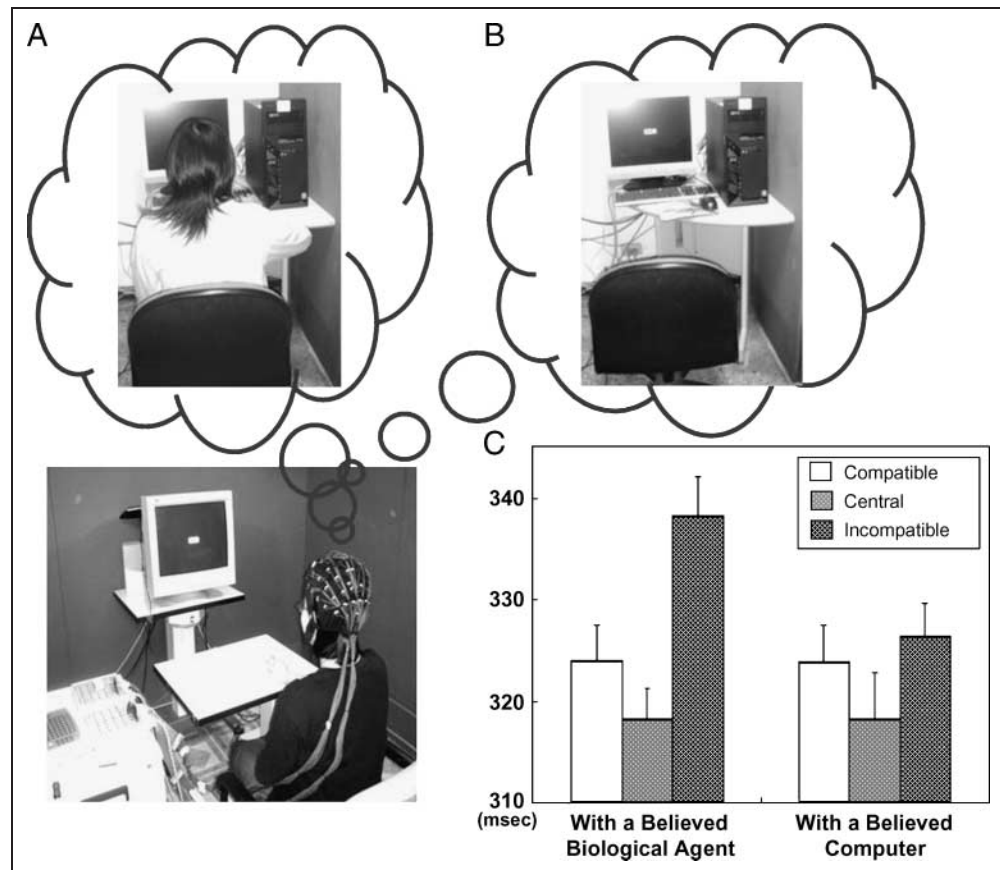 A
B
C
340
330
320
310
(msec)
Compatible
Central
Incompatible
With a Believed
Biological Agent
With a Believed
Computer